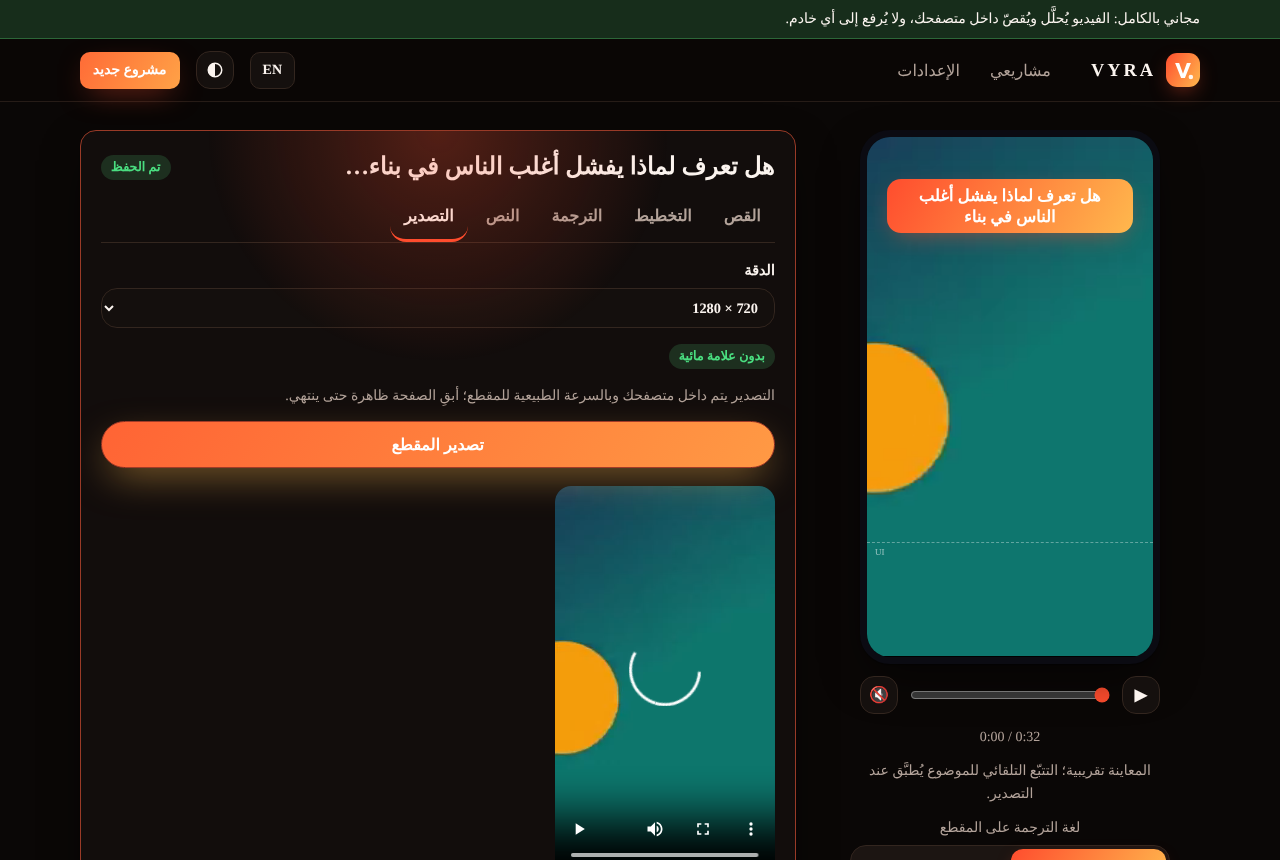 مجاني بالكامل: الفيديو يُحلَّل ويُقصّ داخل متصفحك، ولا يُرفع إلى أي خادم.
V. VYRA
مشاريعي
الإعدادات
EN
مشروع جديد
هل تعرف لماذا يفشل أغلب
الناس في بناء
UI
0:00 / 0:32
المعاينة تقريبية؛ التتبّع التلقائي للموضوع يُطبَّق عند
التصدير.
لغة الترجمة على المقطع
هل تعرف لماذا يفشل أغلب الناس في بناء...
تم الحفظ
القص
التخطيط
الترجمة
النص
التصدير
الدقة
720 × 1280
بدون علامة مائية
التصدير يتم داخل متصفحك وبالسرعة الطبيعية للمقطع؛ أبقِ الصفحة ظاهرة حتى ينتهي.
تصدير المقطع